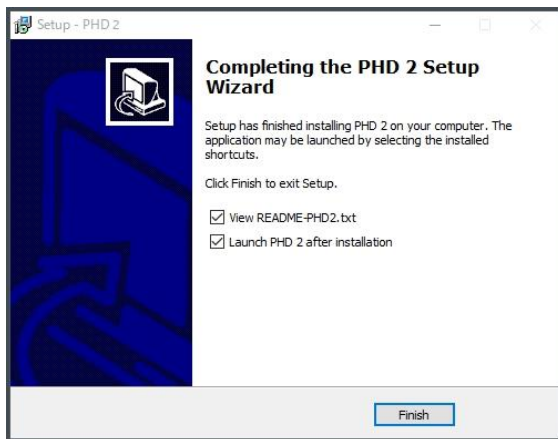 Setup - PHD 2
Completing the PHD 2 Setup
Wizard
Setup has finished installing PHD 2 on your computer. The
application may be launched by selecting the installed
shortcuts.
Click Finish to exit Setup.
View README-PHD2.txt
Launch PHD 2 after installation
Finish